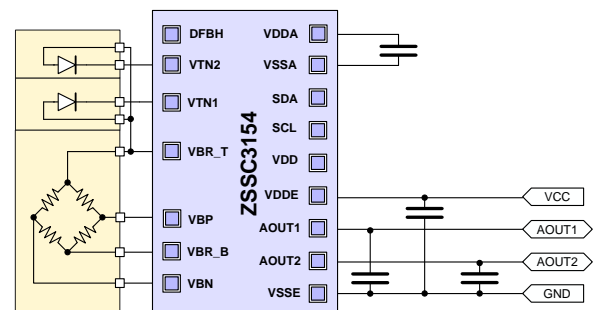 DFBH
VTN2
VTN1
VBR_T
VBP
VBR_B
VBN
ZSSC3154
VDDA
VSSA
SDA
SCL
VDD
VDDE
AOUT1
AOUT2
VSSE
VCC
AOUT1
AOUT2
GND